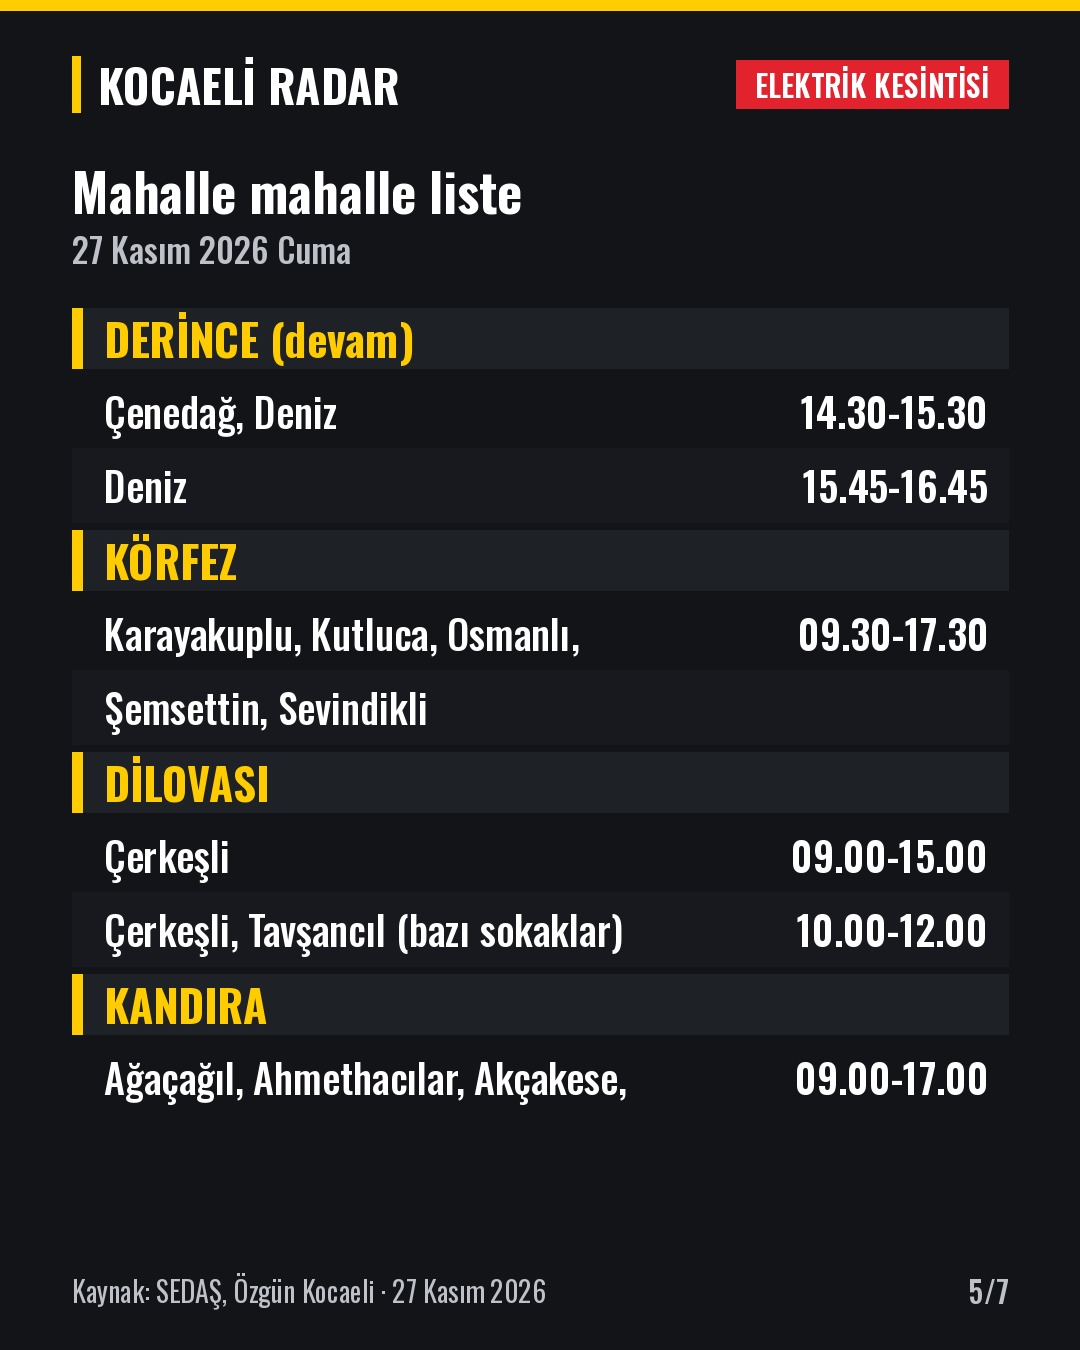 KOCAELİ RADAR
ELEKTRİK KESİNTİSİ
Mahalle mahalle liste
27 Kasım 2026 Cuma
DERİNCE (devam)
Çenedağ, Deniz 14.30-15.30
Deniz 15.45-16.45
KÖRFEZ
Karayakuplu, Kutluca, Osmanlı, 09.30-17.30
Şemsettin, Sevindikli
DİLOVASI
Çerkeşli 09.00-15.00
Çerkeşli, Tavşancıl (bazı sokaklar) 10.00-12.00
KANDIRA
Ağaçağıl, Ahmethacılar, Akçakese, 09.00-17.00
Kaynak: SEDAŞ, Özgün Kocaeli · 27 Kasım 2026 5/7